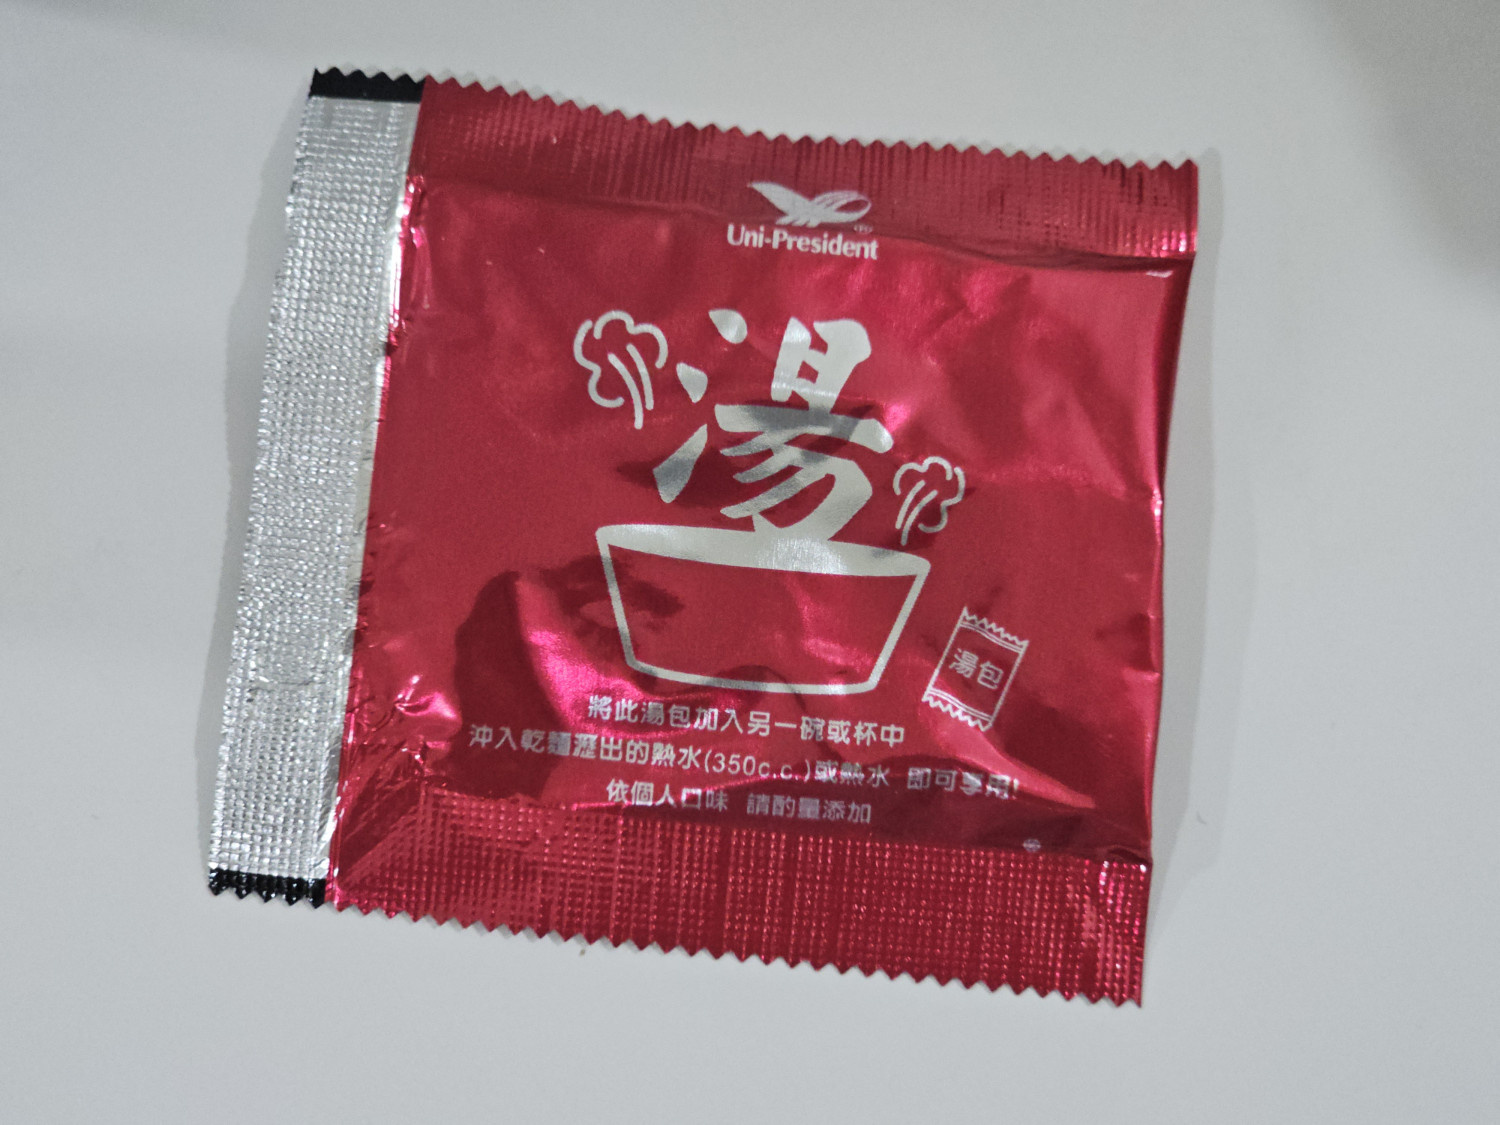 Uni-President
湯
湯包
將此湯包加入另一碗或杯中
沖入乾麵瀝出的熱水(350c.c.)或熱水 即可享用!
依個人口味 請酌量添加